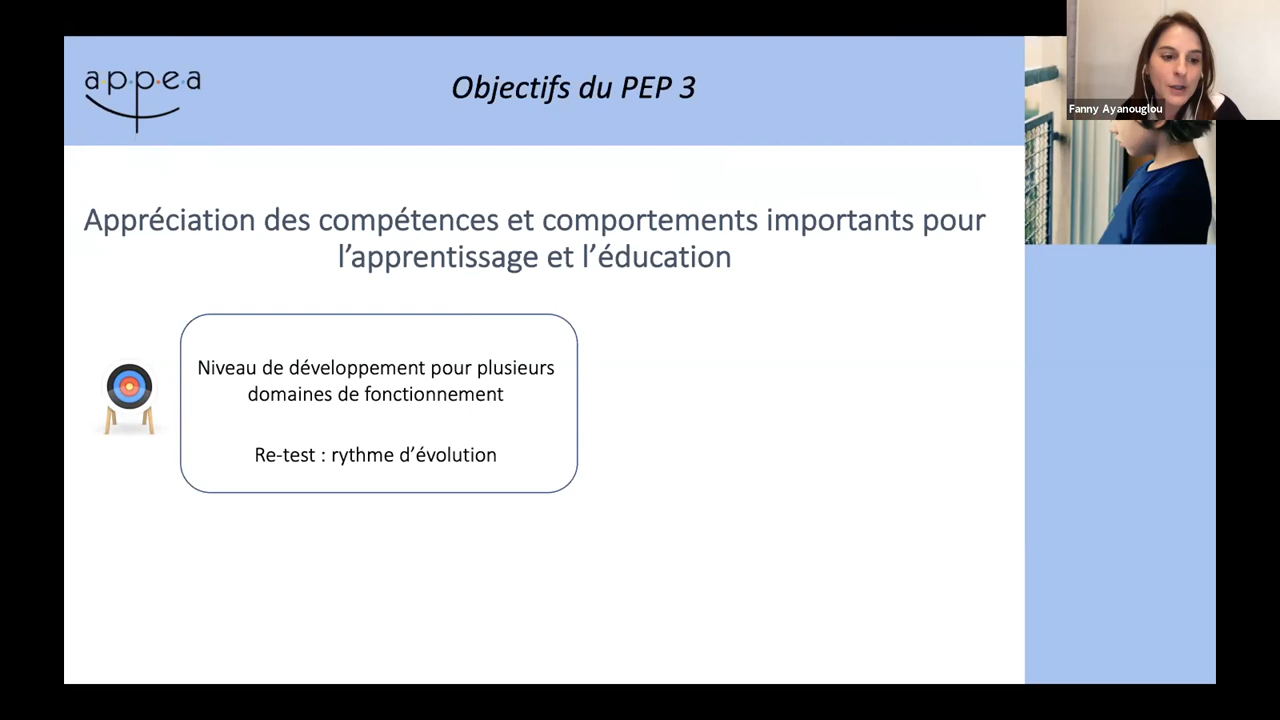 a.p.p.e.a
Objectifs du PEP 3
Fanny Ayanouglou
Appréciation des compétences et comportements importants pour
l'apprentissage et l'éducation
Niveau de développement pour plusieurs
domaines de fonctionnement
Re-test : rythme d'évolution